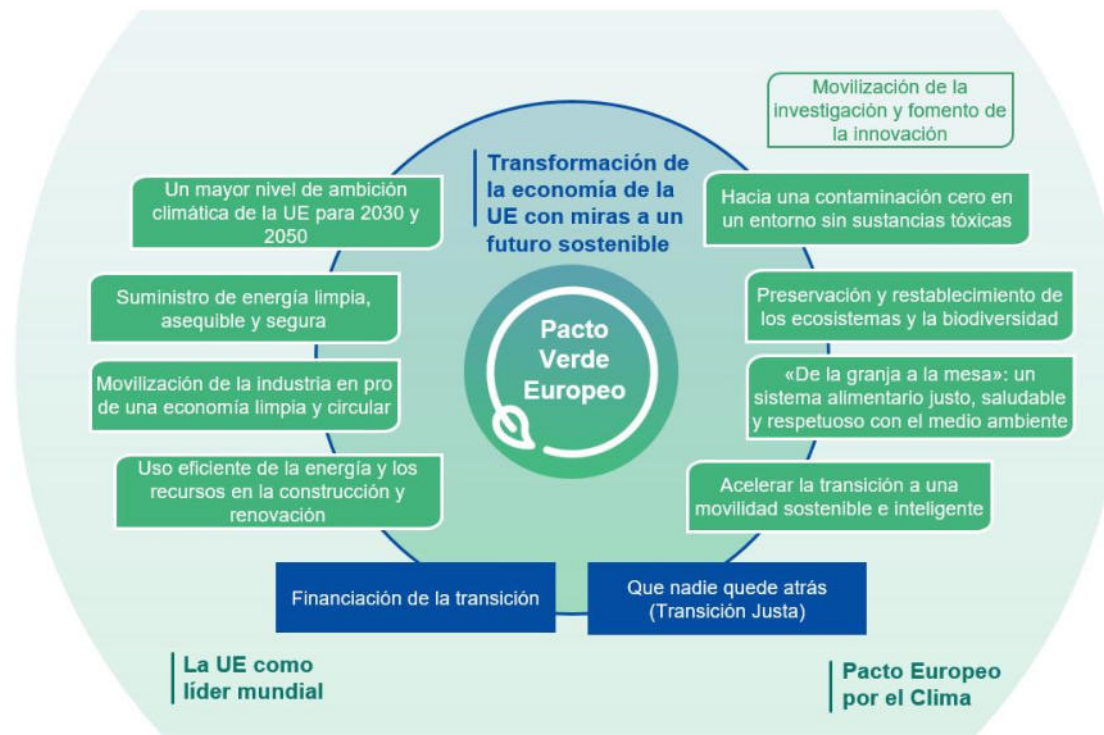 Movilización de la
investigación y fomento de
la innovación
Transformación de
la economía de la
UE con miras a un
futuro sostenible
Un mayor nivel de ambición
climática de la UE para 2030 y
2050
Hacia una contaminación cero en
un entorno sin sustancias tóxicas
Suministro de energía limpia,
asequible y segura
Preservación y restablecimiento de
los ecosistemas y la biodiversidad
Pacto
Verde
Europeo
Movilización de la industria en pro
de una economía limpia y circular
«De la granja a la mesa»: un
sistema alimentario justo, saludable
y respetuoso con el medio ambiente
Uso eficiente de la energía y los
recursos en la construcción y
renovación
Acelerar la transición a una
movilidad sostenible e inteligente
Financiación de la transición
Que nadie quede atrás
(Transición Justa)
La UE como
líder mundial
Pacto Europeo
por el Clima